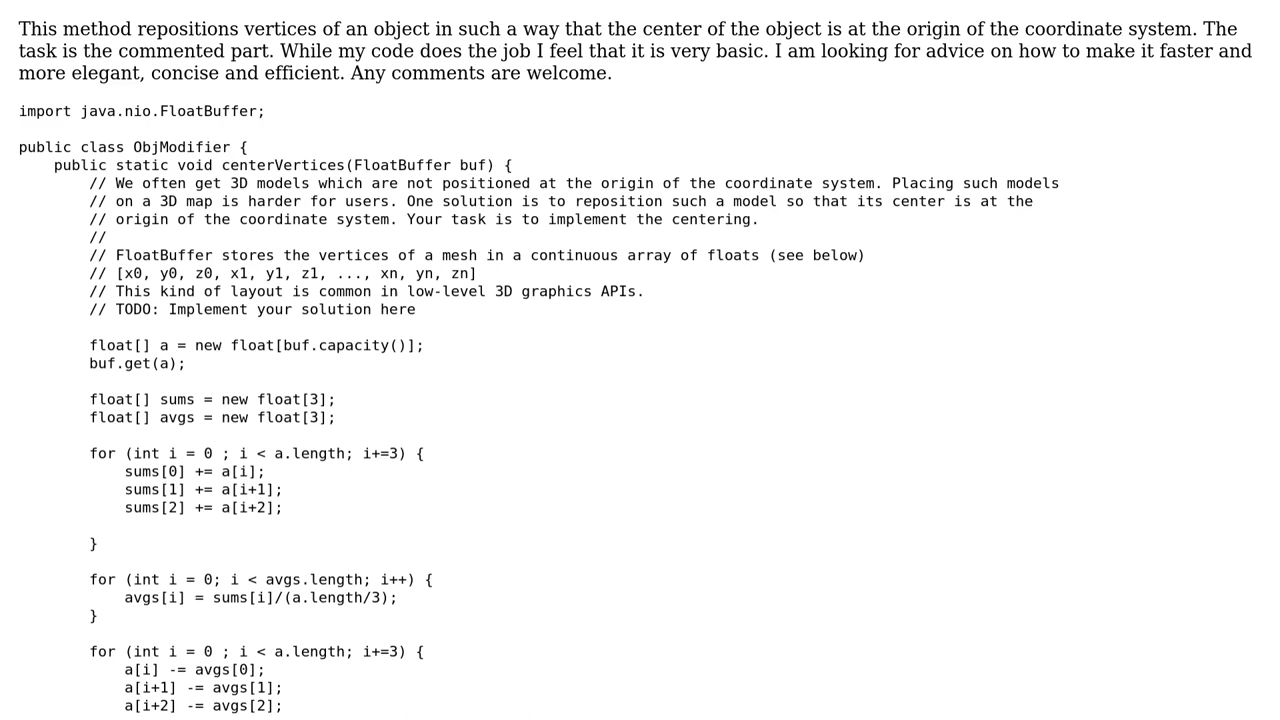 This method repositions vertices of an object in such a way that the center of the object is at the origin of the coordinate system. The
task is the commented part. While my code does the job I feel that it is very basic. I am looking for advice on how to make it faster and
more elegant, concise and efficient. Any comments are welcome.
import java.nio.FloatBuffer;
public class ObjModifier {
    public static void centerVertices(FloatBuffer buf) {
        // We often get 3D models which are not positioned at the origin of the coordinate system. Placing such models
        // on a 3D map is harder for users. One solution is to reposition such a model so that its center is at the
        // origin of the coordinate system. Your task is to implement the centering.
        //
        // FloatBuffer stores the vertices of a mesh in a continuous array of floats (see below)
        // [x0, y0, z0, x1, y1, z1, ..., xn, yn, zn]
        // This kind of layout is common in low-level 3D graphics APIs.
        // TODO: Implement your solution here
        float[] a = new float[buf.capacity()];
        buf.get(a);
        float[] sums = new float[3];
        float[] avgs = new float[3];
        for (int i = 0 ; i < a.length; i+=3) {
            sums[0] += a[i];
            sums[1] += a[i+1];
            sums[2] += a[i+2];
        }
        for (int i = 0; i < avgs.length; i++) {
            avgs[i] = sums[i]/(a.length/3);
        }
        for (int i = 0 ; i < a.length; i+=3) {
            a[i] -= avgs[0];
            a[i+1] -= avgs[1];
            a[i+2] -= avgs[2];